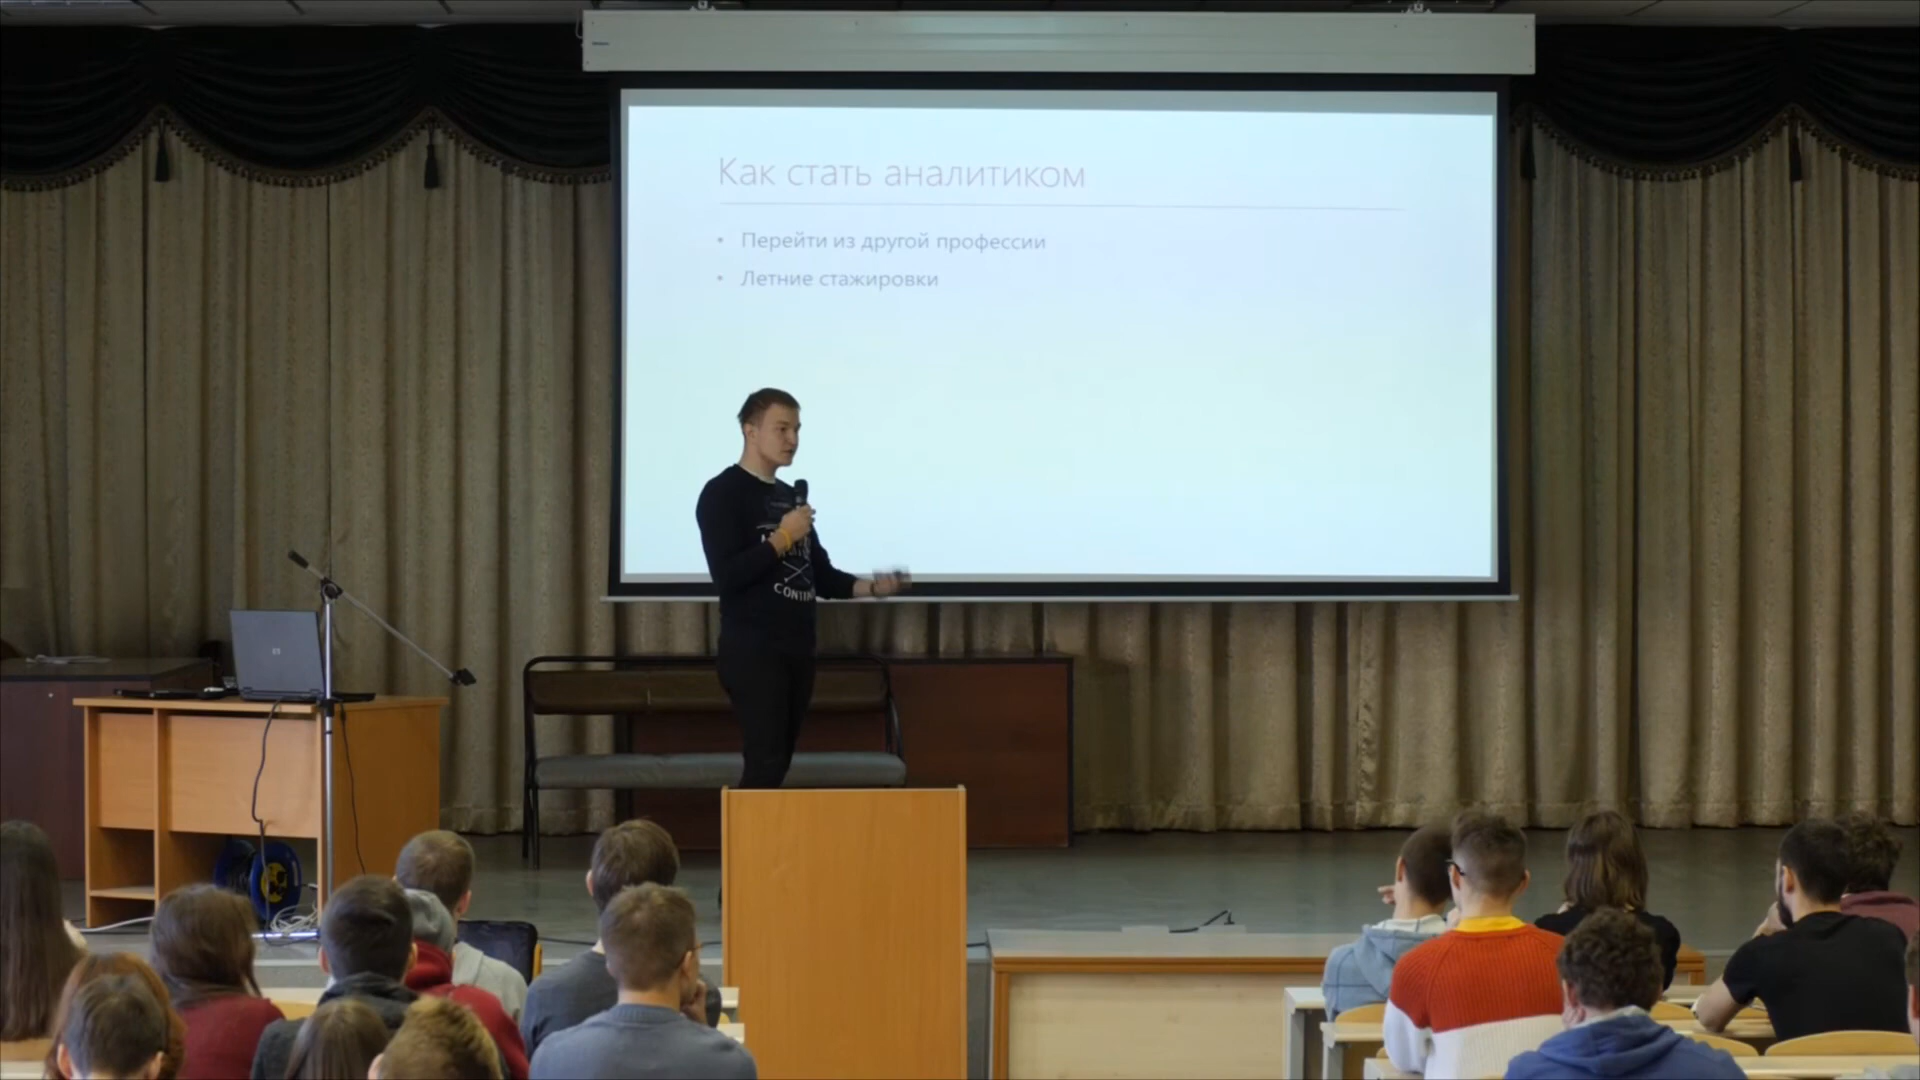 Как стать аналитиком
• Перейти из другой профессии
• Летние стажировки